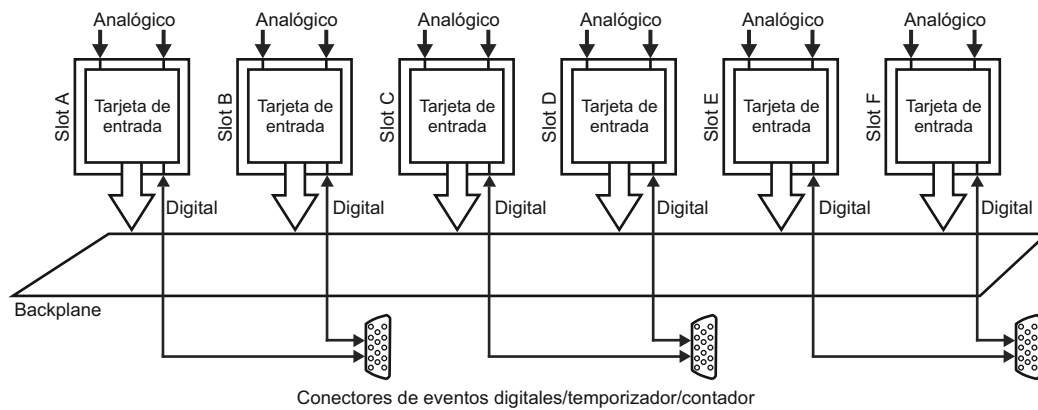 Analógico Analógico Analógico Analógico Analógico Analógico
Slot A
Tarjeta de
entrada
Slot B
Tarjeta de
entrada
Slot C
Tarjeta de
entrada
Slot D
Tarjeta de
entrada
Slot E
Tarjeta de
entrada
Slot F
Tarjeta de
entrada
Digital Digital Digital Digital Digital Digital
Backplane
Conectores de eventos digitales/temporizador/contador